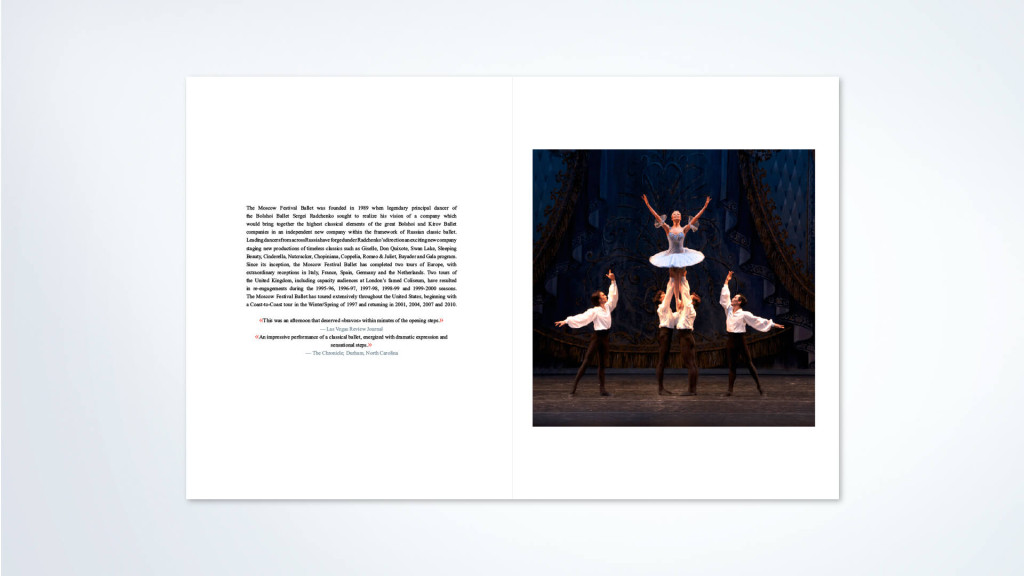 The Moscow Festival Ballet was founded in 1989 when legendary principal dancer of
the Bolshoi Ballet Sergei Radchenko sought to realize his vision of a company which
would bring together the highest classical elements of the great Bolshoi and Kirov Ballet
companies in an independent new company within the framework of Russian classic ballet.
Leading dancers from across Russia have forged under Radchenko's direction an exciting new company
staging new productions of timeless classics such as Giselle, Don Quixote, Swan Lake, Sleeping
Beauty, Cinderella, Nutcracker, Chopiniana, Coppelia, Romeo & Juliet, Bayader and Gala program.
Since its inception, the Moscow Festival Ballet has completed two tours of Europe, with
extraordinary receptions in Italy, France, Spain, Germany and the Netherlands. Two tours of
the United Kingdom, including capacity audiences at London's famed Coliseum, have resulted
in re-engagements during the 1995-96, 1996-97, 1997-98, 1998-99 and 1999-2000 seasons.
The Moscow Festival Ballet has toured extensively throughout the United States, beginning with
a Coast-to-Coast tour in the Winter/Spring of 1997 and returning in 2001, 2004, 2007 and 2010.
«This was an afternoon that deserved «bravos» within minutes of the opening steps.»
— Las Vegas Review Journal
«An impressive performance of a classical ballet, energized with dramatic expression and
sensational steps.»
— The Chronicle, Durham, North Carolina